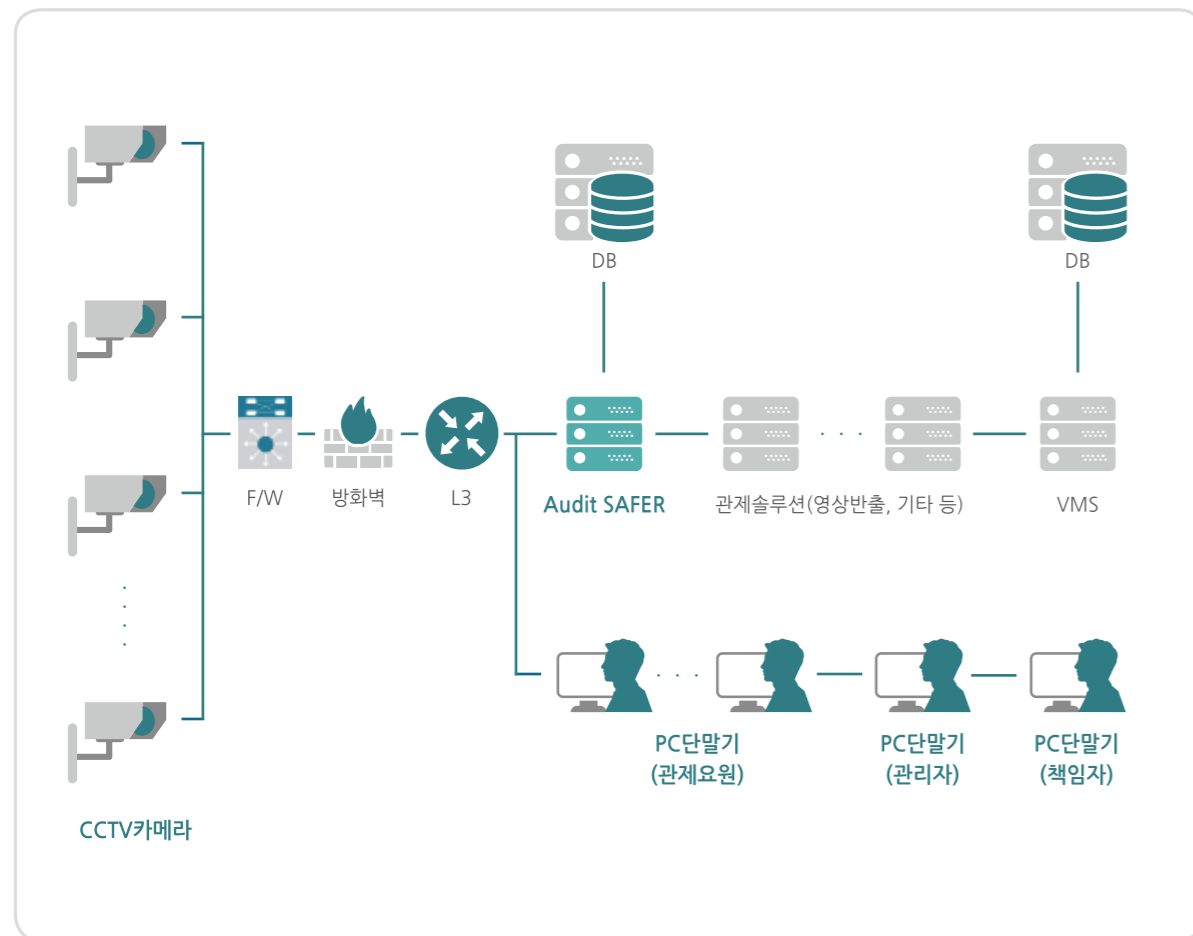 DB
DB
F/W
방화벽
L3
Audit SAFER
관제솔루션(영상반출, 기타 등)
VMS
PC단말기
(관제요원)
PC단말기
(관리자)
PC단말기
(책임자)
CCTV카메라